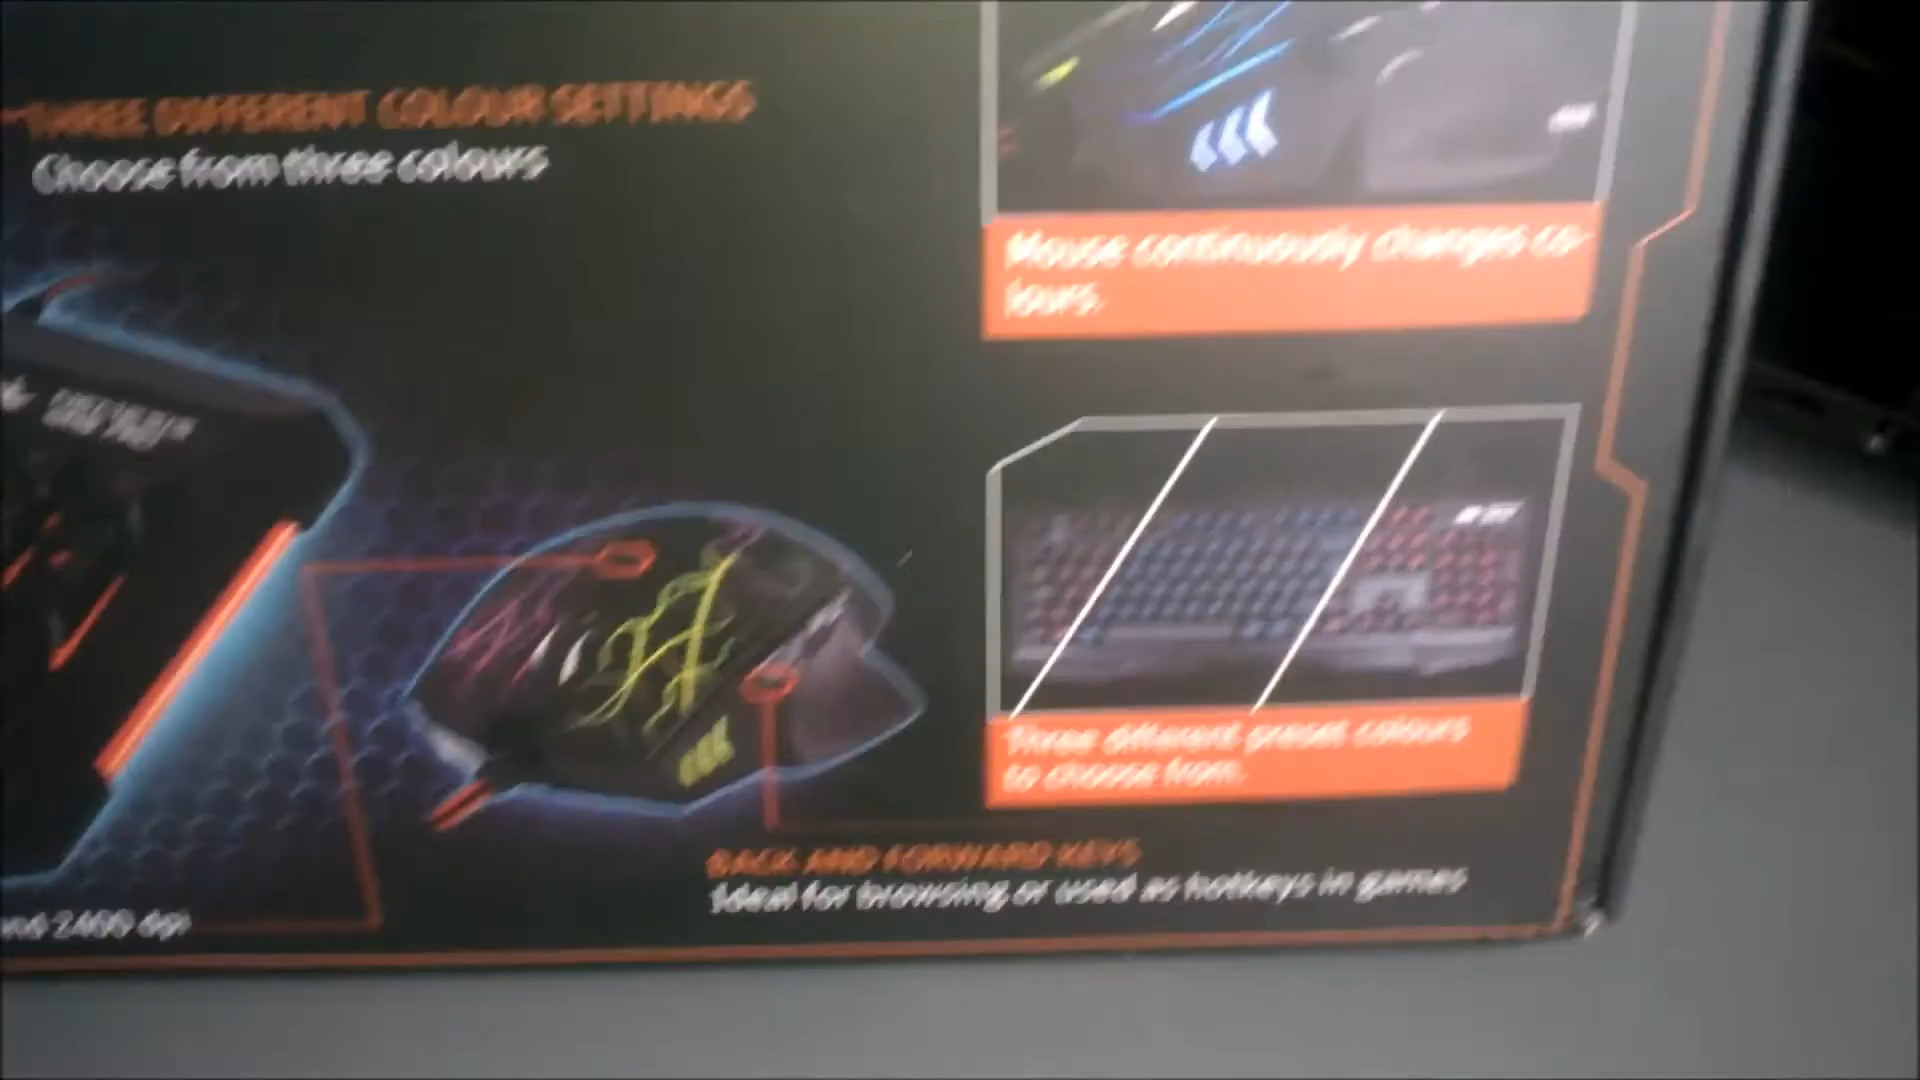 THREE DIFFERENT COLOUR SETTINGS
Choose from three colours
Mouse continuously changes co-
lours.
Three different preset colours
to choose from.
BACK AND FORWARD KEYS
Ideal for browsing or used as hotkeys in games
and 2400 dpi